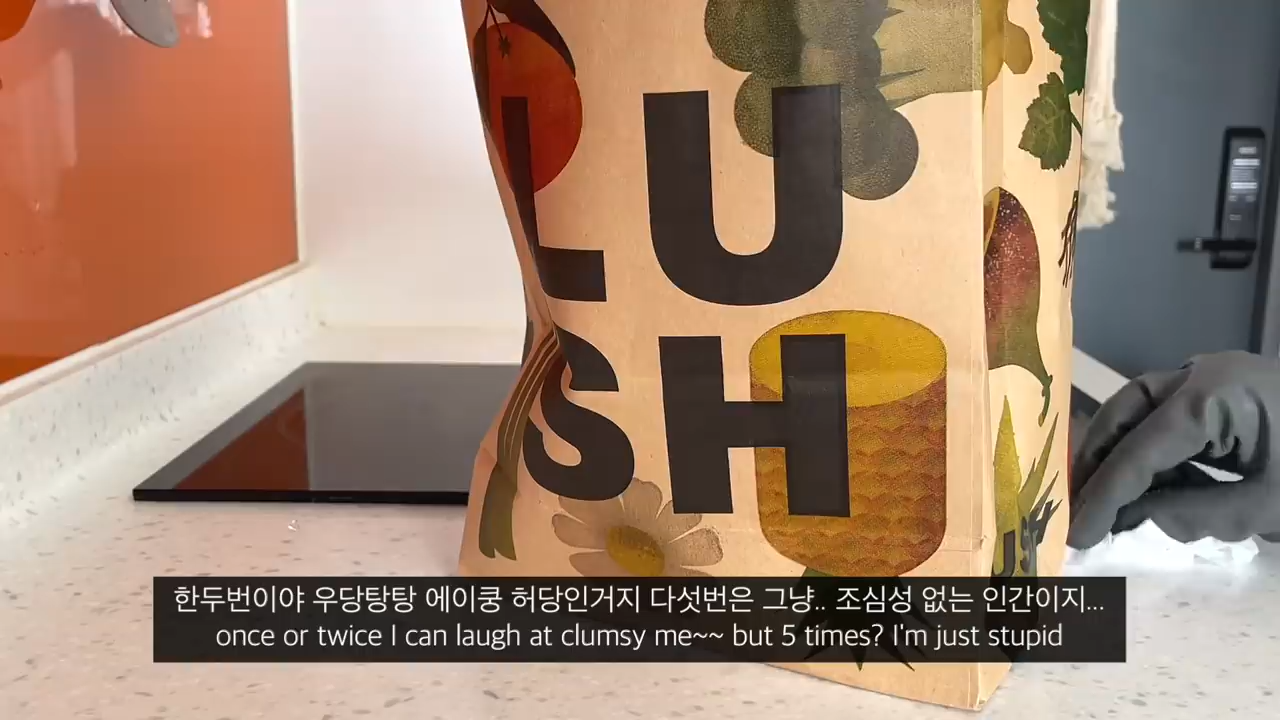 LU
SH
한두번이야 우당탕탕 에이쿵 허당인거지 다섯번은 그냥.. 조심성 없는 인간이지...
once or twice I can laugh at clumsy me~~ but 5 times? I'm just stupid